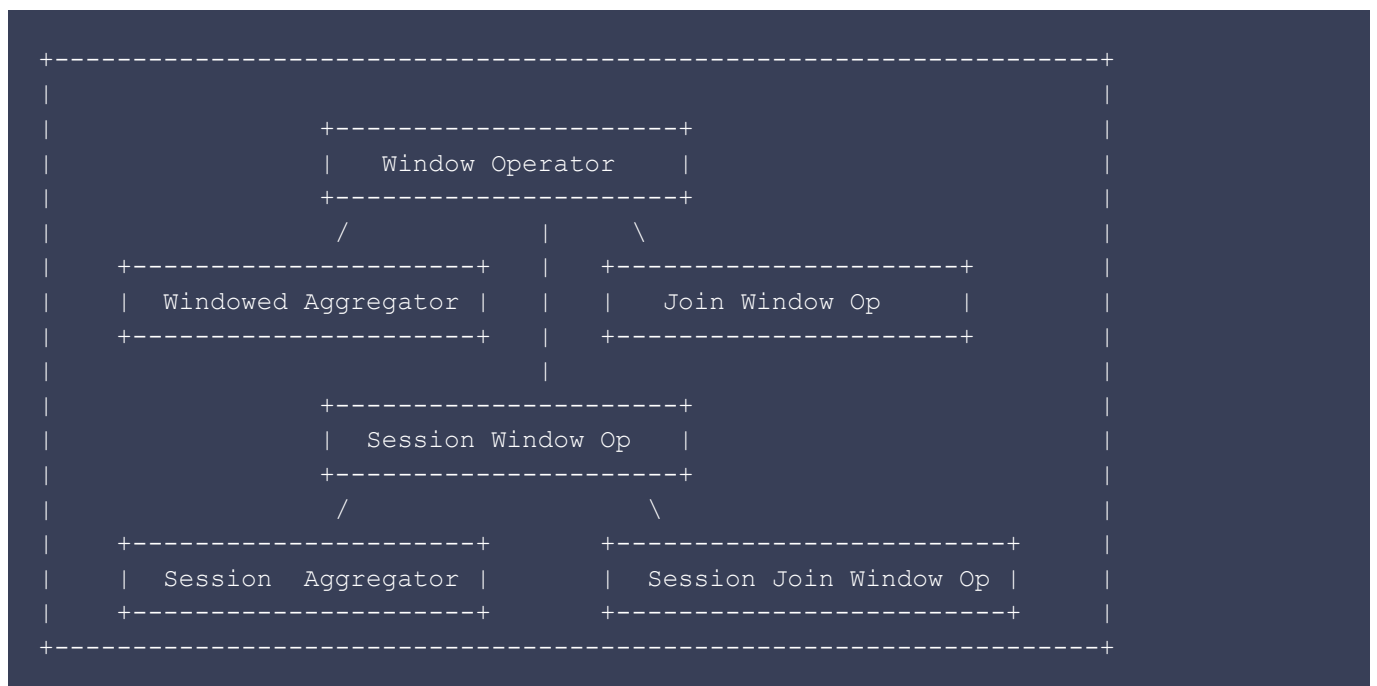 +-------------------------------------------------------------------+
|                                                                   |
|                 +----------------------+                          |
|                 |   Window Operator    |                          |
|                 +----------------------+                          |
|                  /            |     \                             |
|    +----------------------+   |   +----------------------+        |
|    |  Windowed Aggregator |   |   |   Join Window Op     |        |
|    +----------------------+   |   +----------------------+        |
|                               |                                   |
|                 +----------------------+                          |
|                 |  Session Window Op   |                          |
|                 +----------------------+                          |
|                  /                   \                            |
|    +----------------------+       +-------------------------+     |
|    |  Session  Aggregator |       |  Session Join Window Op |     |
|    +----------------------+       +-------------------------+     |
+-------------------------------------------------------------------+